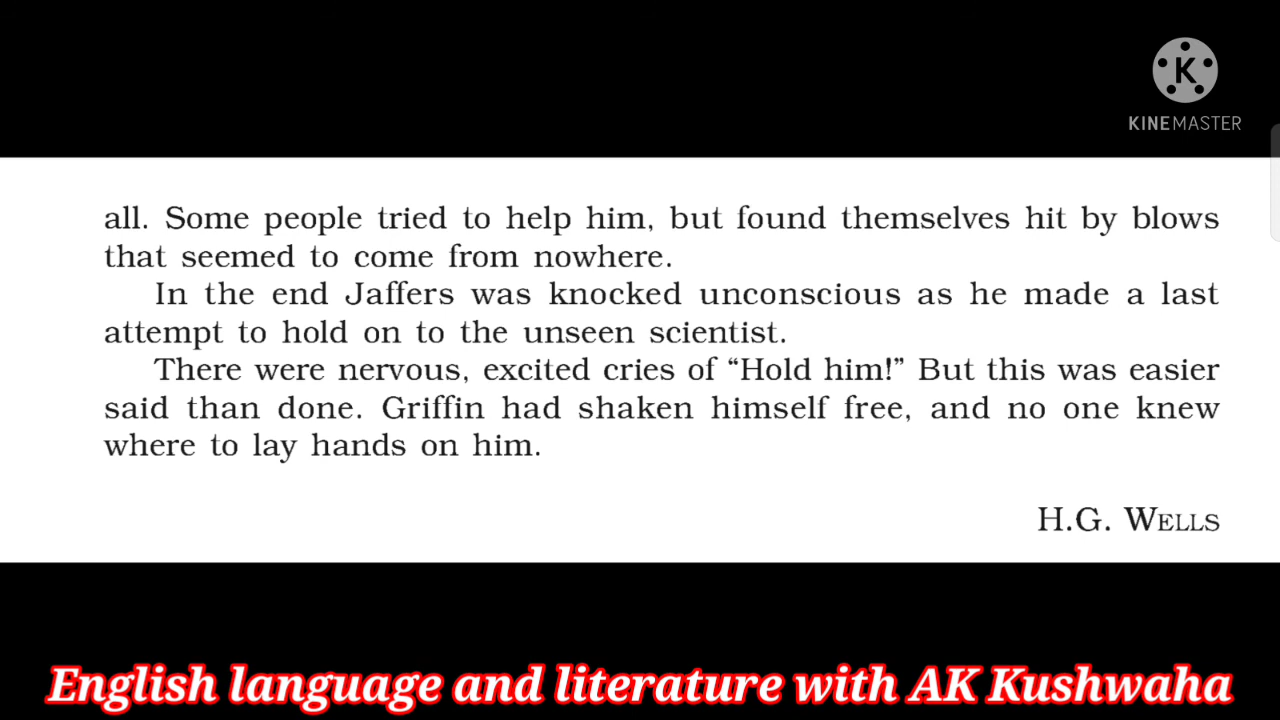 KINEMASTER
all. Some people tried to help him, but found themselves hit by blows
that seemed to come from nowhere.
In the end Jaffers was knocked unconscious as he made a last
attempt to hold on to the unseen scientist.
There were nervous, excited cries of “Hold him!” But this was easier
said than done. Griffin had shaken himself free, and no one knew
where to lay hands on him.
H.G. WELLS
English language and literature with AK Kushwaha